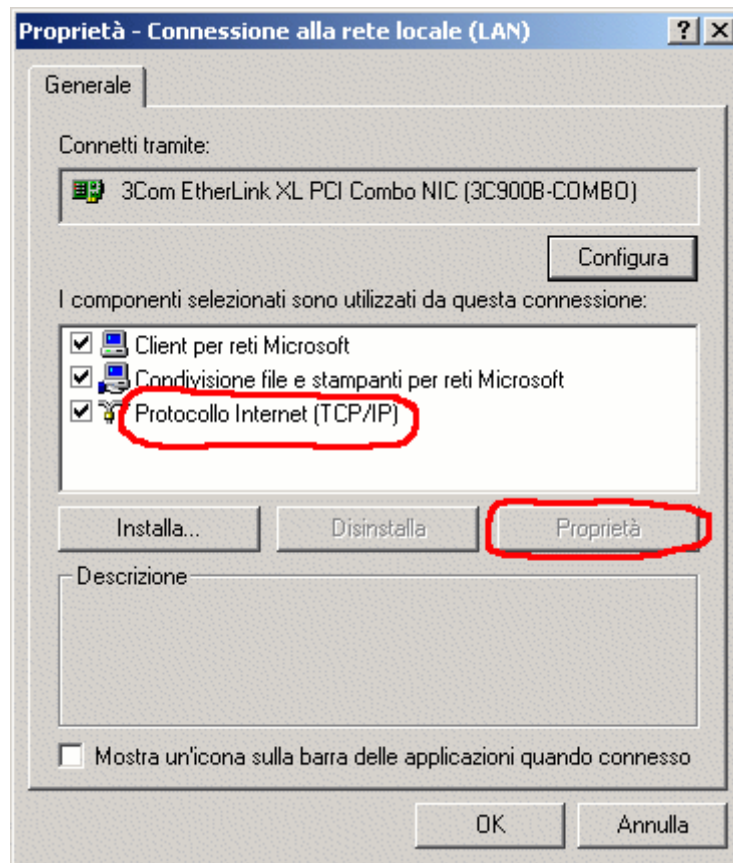 Proprietà - Connessione alla rete locale (LAN)
Generale
Connetti tramite:
3Com EtherLink XL PCI Combo NIC (3C900B-COMBO)
Configura
I componenti selezionati sono utilizzati da questa connessione:
Client per reti Microsoft
Condivisione file e stampanti per reti Microsoft
Protocollo Internet (TCP/IP)
Installa... Disinstalla Proprietà
Descrizione
Mostra un'icona sulla barra delle applicazioni quando connesso
OK Annulla